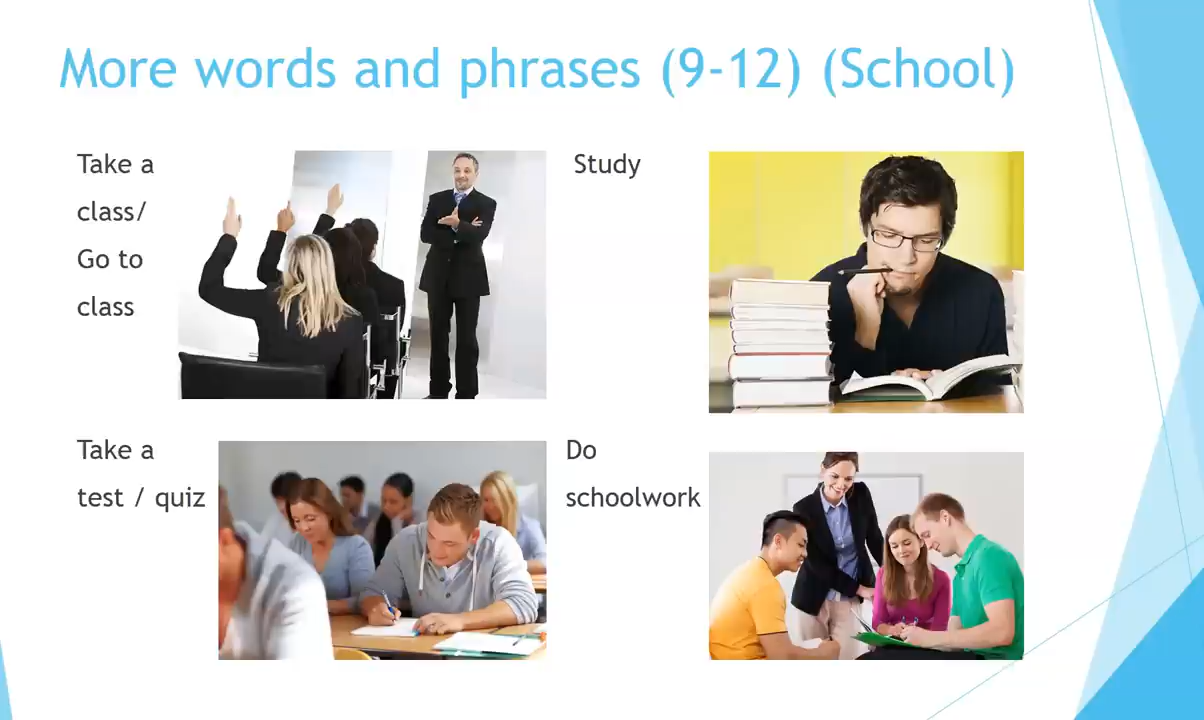 More words and phrases (9-12) (School)
Take a
class/
Go to
class
Study
Take a
test / quiz
Do
schoolwork